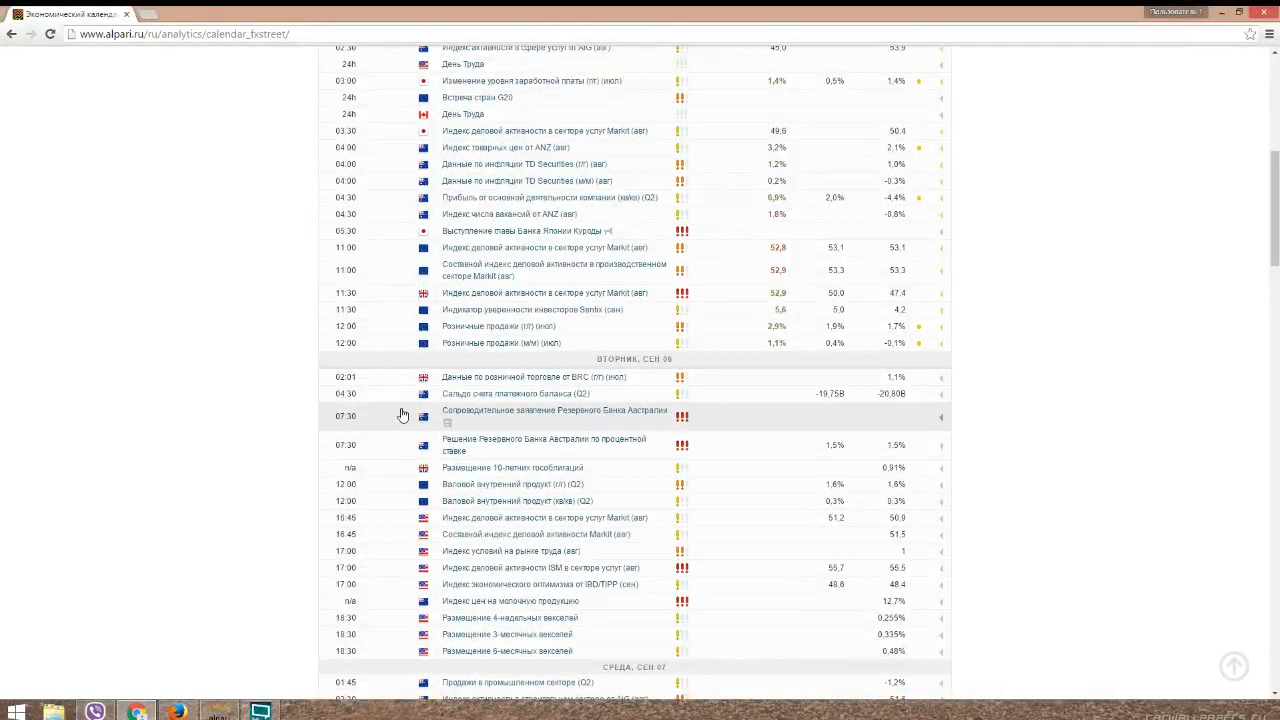 Экономический календа
Пользователь 1
www.alpari.ru/ru/analytics/calendar_fxstreet/
02:30 Индекс активности в сфере услуг от AiG (авг) 45,0 53,9
24h День Труда
03:00 Изменение уровня заработной платы (г/г) (июл) 1,4% 0,5% 1,4%
24h Встреча стран G20
24h День Труда
03:30 Индекс деловой активности в секторе услуг Markit (авг) 49,6 50,4
04:00 Индекс товарных цен от ANZ (авг) 3,2% 2,1%
04:00 Данные по инфляции TD Securities (г/г) (авг) 1,2% 1,0%
04:00 Данные по инфляции TD Securities (м/м) (авг) 0,2% -0,3%
04:30 Прибыль от основной деятельности компании (кв/кв) (Q2) 6,9% 2,0% -4,4%
04:30 Индекс числа вакансий от ANZ (авг) 1,8% -0,8%
05:30 Выступление главы Банка Японии Куроды
11:00 Индекс деловой активности в секторе услуг Markit (авг) 52,8 53,1 53,1
11:00 Составной индекс деловой активности в производственном секторе Markit (авг) 52,9 53,3 53,3
11:30 Индекс деловой активности в секторе услуг Markit (авг) 52,9 50,0 47,4
11:30 Индикатор уверенности инвесторов Sentix (сен) 5,6 5,0 4,2
12:00 Розничные продажи (г/г) (июл) 2,9% 1,9% 1,7%
12:00 Розничные продажи (м/м) (июл) 1,1% 0,4% -0,1%
ВТОРНИК, СЕН 06
02:01 Данные по розничной торговле от BRC (г/г) (июл) 1,1%
04:30 Сальдо счета платежного баланса (Q2) -19,75B -20,80B
07:30 Сопроводительное заявление Резервного Банка Австралии
07:30 Решение Резервного Банка Австралии по процентной ставке 1,5% 1,5%
n/a Размещение 10-летних гособлигаций 0,91%
12:00 Валовой внутренний продукт (г/г) (Q2) 1,6% 1,6%
12:00 Валовой внутренний продукт (кв/кв) (Q2) 0,3% 0,3%
16:45 Индекс деловой активности в секторе услуг Markit (авг) 51,2 50,9
16:45 Составной индекс деловой активности Markit (авг) 51,5
17:00 Индекс условий на рынке труда (авг) 1
17:00 Индекс деловой активности ISM в секторе услуг (авг) 55,7 55,5
17:00 Индекс экономического оптимизма от IBD/TIPP (сен) 48,6 48,4
n/a Индекс цен на молочную продукцию 12,7%
18:30 Размещение 4-недельных векселей 0,255%
18:30 Размещение 3-месячных векселей 0,335%
18:30 Размещение 6-месячных векселей 0,48%
СРЕДА, СЕН 07
01:45 Продажи в промышленном секторе (Q2) -1,2%